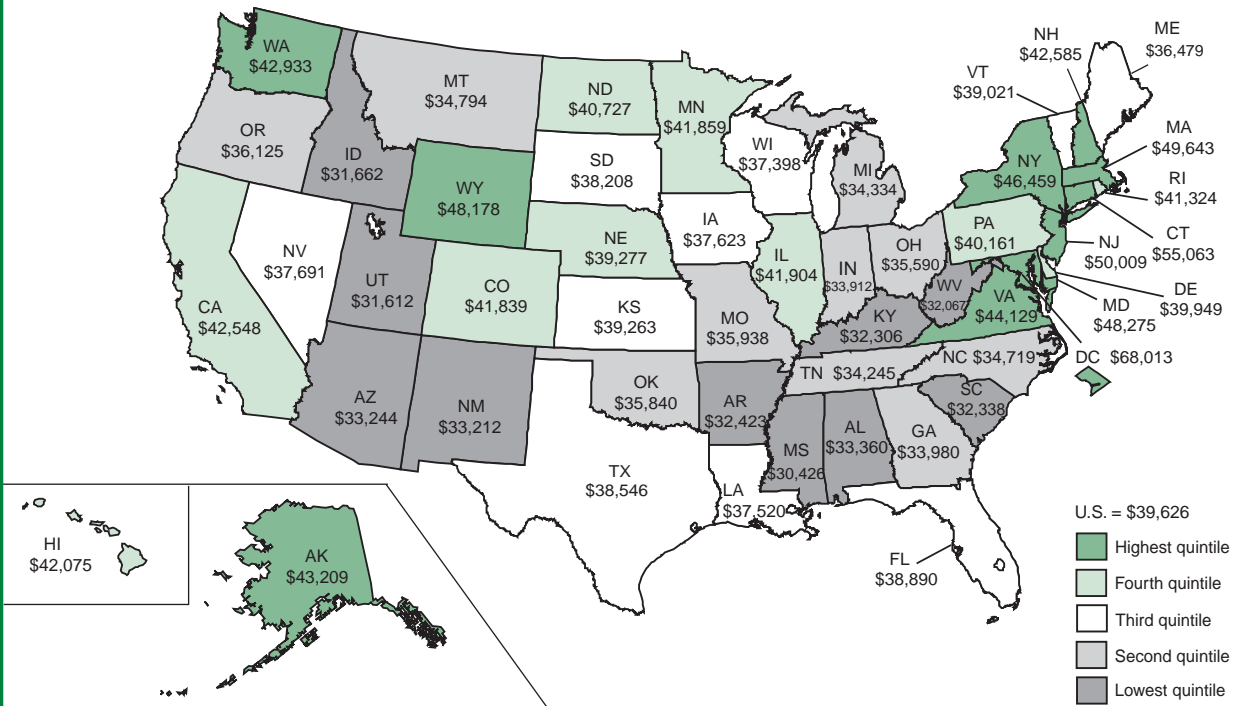 WA
$42,933
MT
$34,794
ND
$40,727
MN
$41,859
NH
$42,585
ME
$36,479
VT
$39,021
OR
$36,125
ID
$31,662
WY
$48,178
SD
$38,208
WI
$37,398
MI
$34,334
NY
$46,459
MA
$49,643
RI
$41,324
CT
$55,063
NJ
$50,009
DE
$39,949
MD
$48,275
DC $68,013
PA
$40,161
NV
$37,691
UT
$31,612
CO
$41,839
NE
$39,277
IA
$37,623
IL
$41,904
IN
$33,912
OH
$35,590
WV
$32,067
VA
$44,129
CA
$42,548
KS
$39,263
MO
$35,938
KY
$32,306
NC $34,719
TN $34,245
SC
$32,338
AZ
$33,244
NM
$33,212
OK
$35,840
AR
$32,423
MS
$30,426
AL
$33,360
GA
$33,980
TX
$38,546
LA
$37,520
FL
$38,890
HI
$42,075
AK
$43,209
U.S. = $39,626
Highest quintile
Fourth quintile
Third quintile
Second quintile
Lowest quintile